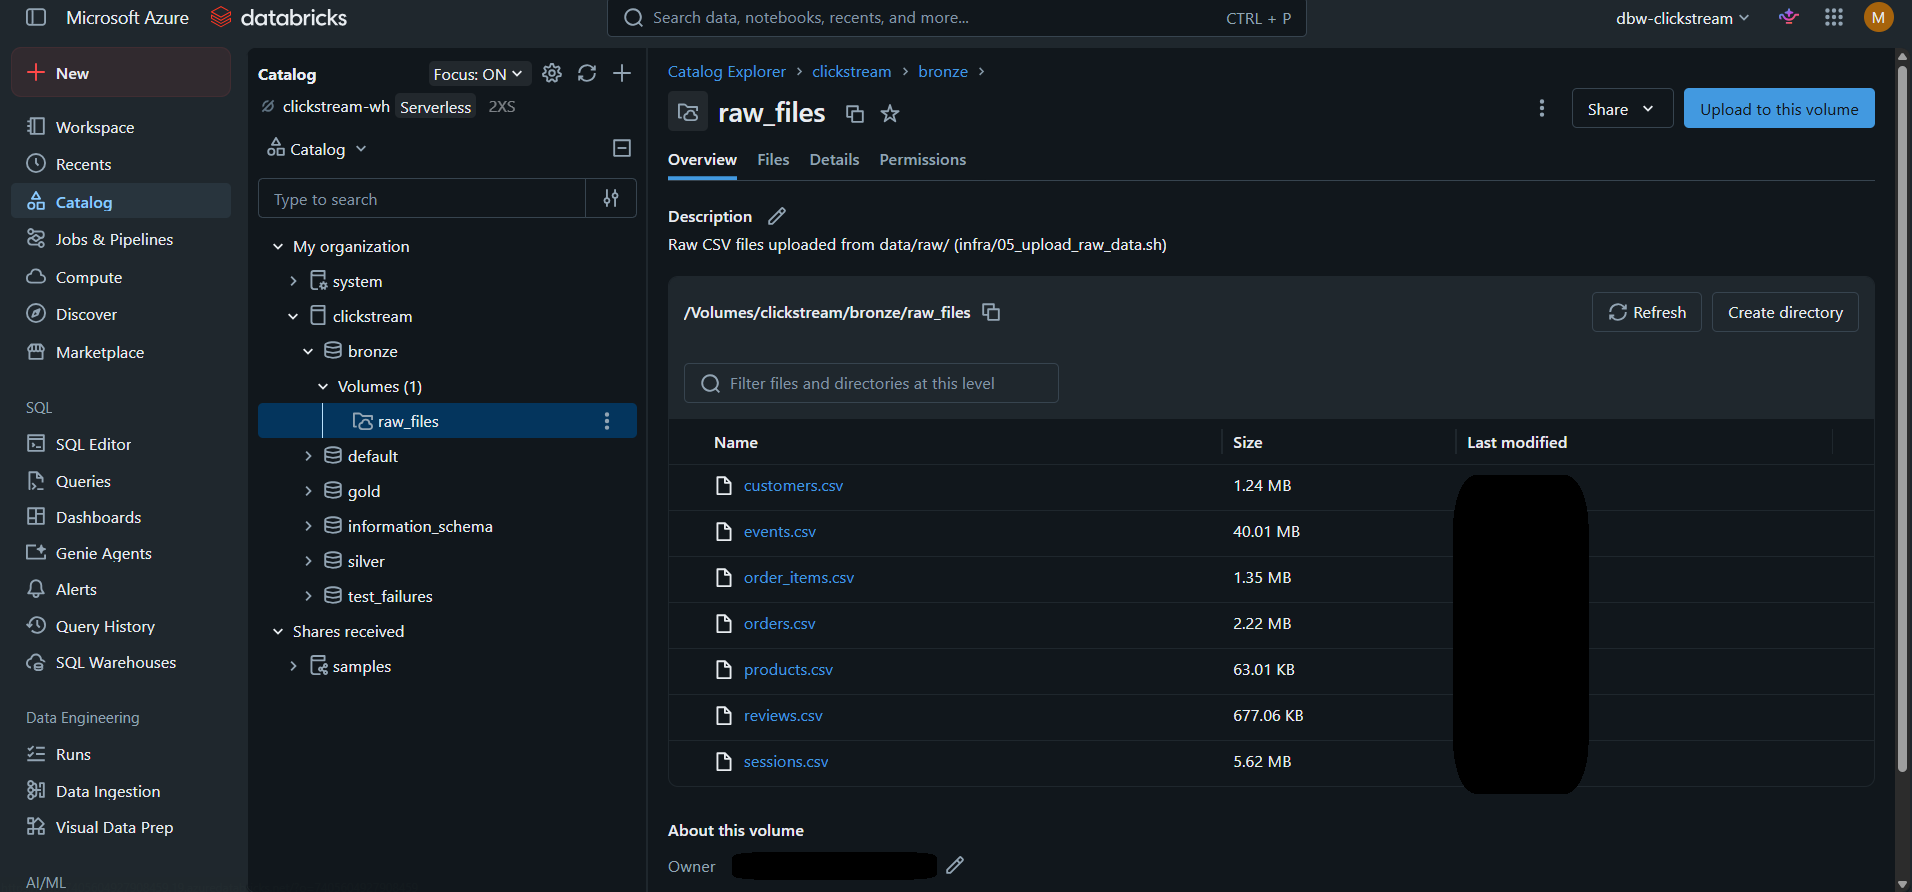 Microsoft Azure databricks
Search data, notebooks, recents, and more... CTRL + P
dbw-clickstream
M
New
Workspace
Recents
Catalog
Jobs & Pipelines
Compute
Discover
Marketplace
SQL
SQL Editor
Queries
Dashboards
Genie Agents
Alerts
Query History
SQL Warehouses
Data Engineering
Runs
Data Ingestion
Visual Data Prep
AI/ML
Catalog Focus: ON
clickstream-wh Serverless 2XS
Catalog
Type to search
My organization
system
clickstream
bronze
Volumes (1)
raw_files
default
gold
information_schema
silver
test_failures
Shares received
samples
Catalog Explorer > clickstream > bronze >
raw_files
Share
Upload to this volume
Overview Files Details Permissions
Description
Raw CSV files uploaded from data/raw/ (infra/05_upload_raw_data.sh)
/Volumes/clickstream/bronze/raw_files
Refresh
Create directory
Filter files and directories at this level
Name Size Last modified
customers.csv 1.24 MB
events.csv 40.01 MB
order_items.csv 1.35 MB
orders.csv 2.22 MB
products.csv 63.01 KB
reviews.csv 677.06 KB
sessions.csv 5.62 MB
About this volume
Owner